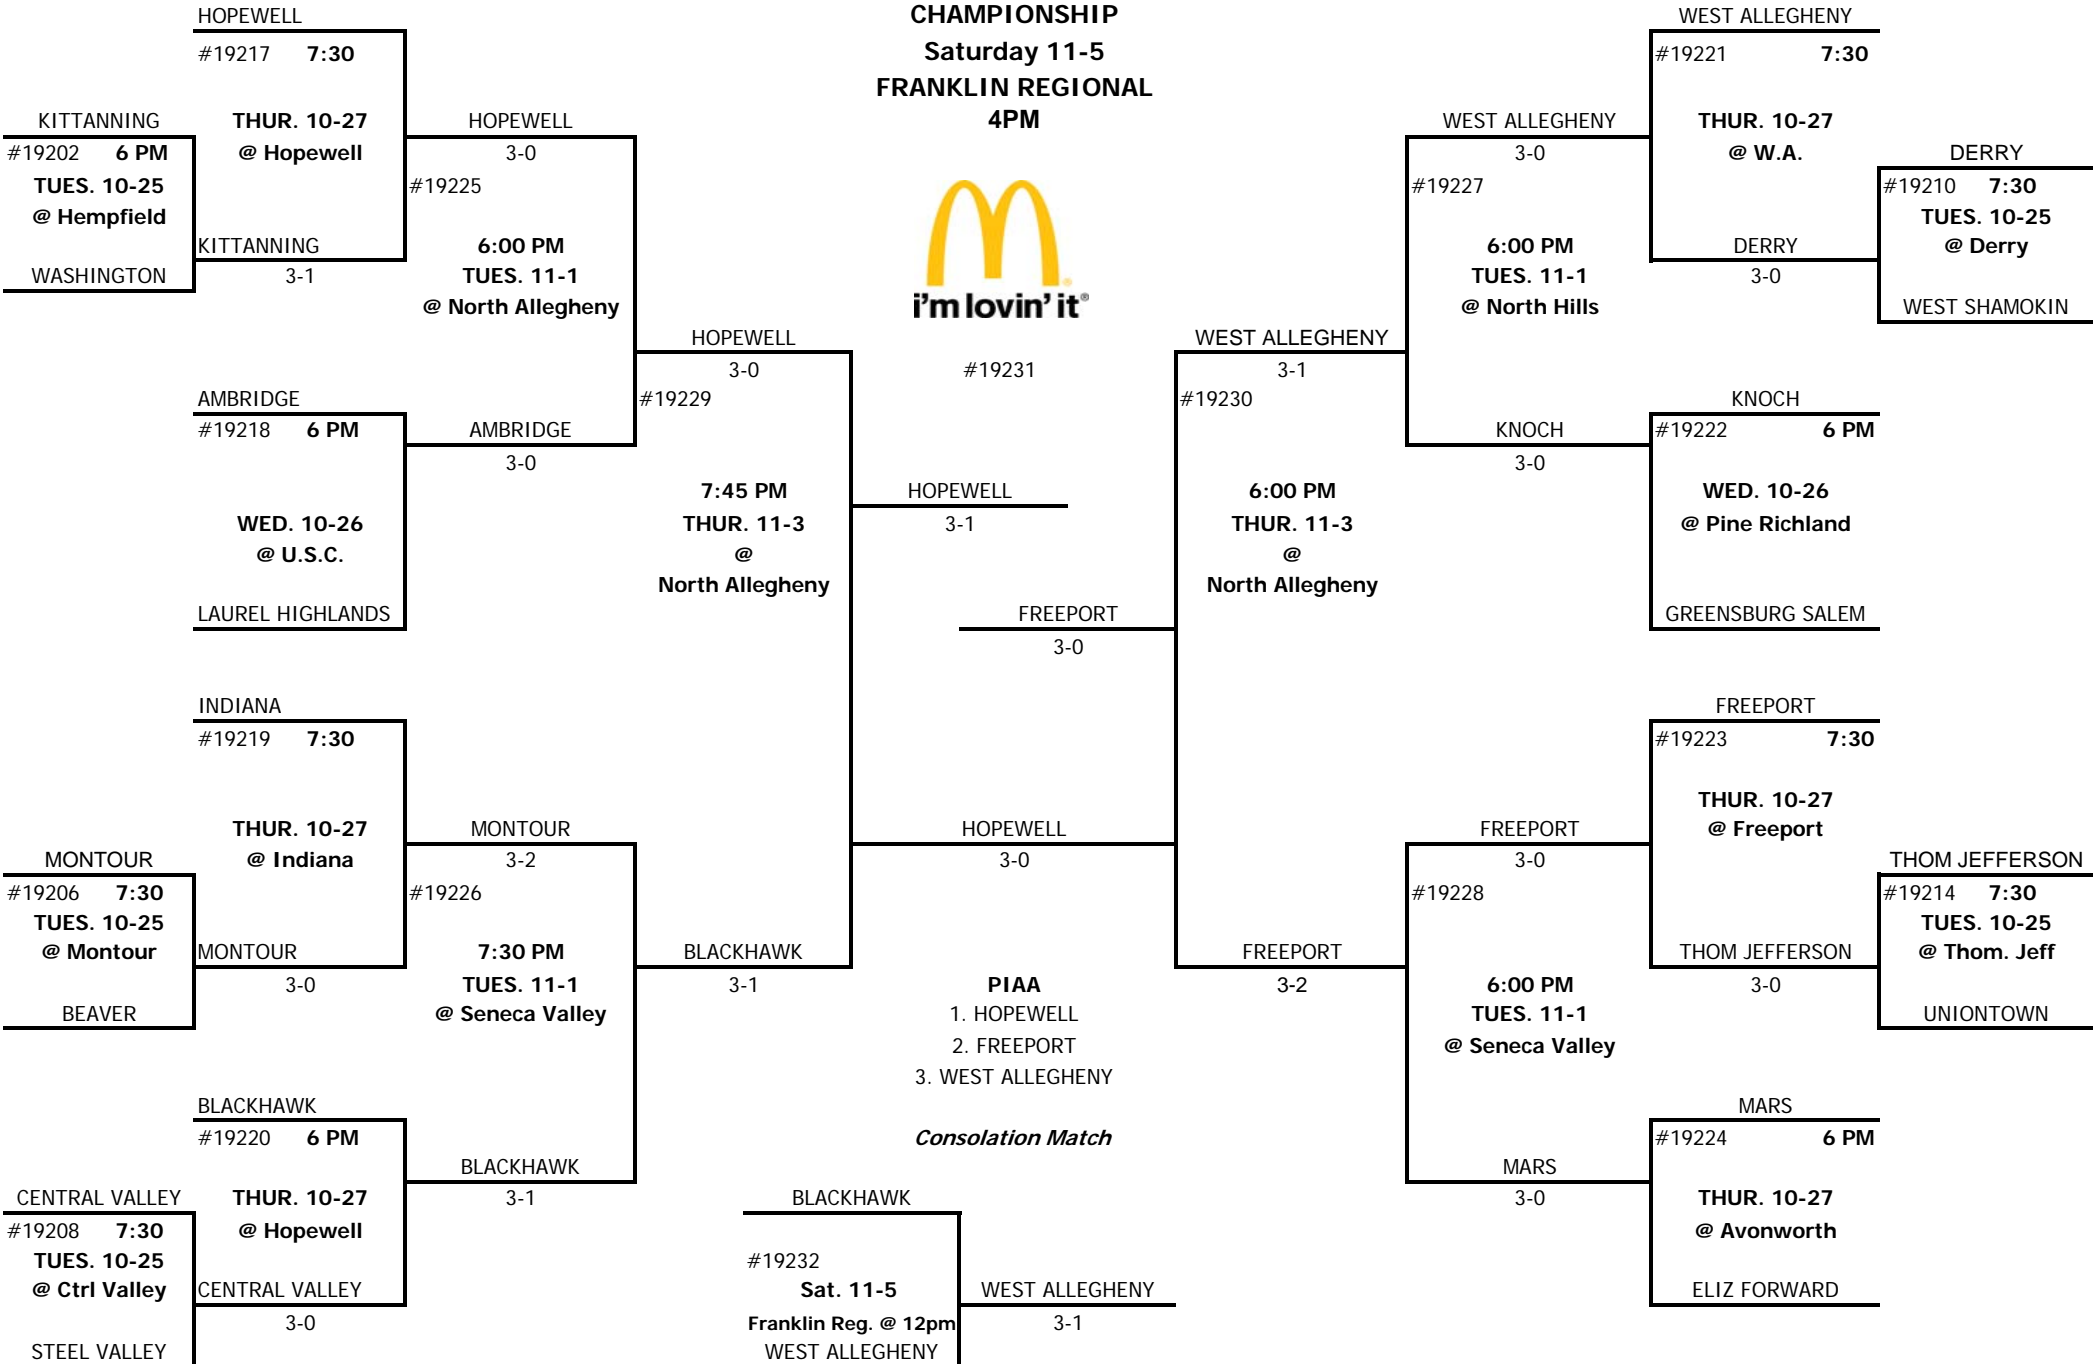 HOPEWELL
#19217 7:30
THUR. 10-27
@ Hopewell
KITTANNING
#19202 6 PM
TUES. 10-25
@ Hempfield
WASHINGTON
KITTANNING
3-1
HOPEWELL
3-0
#19225
6:00 PM
TUES. 11-1
@ North Allegheny
AMBRIDGE
#19218 6 PM
WED. 10-26
@ U.S.C.
LAUREL HIGHLANDS
AMBRIDGE
3-0
HOPEWELL
3-0
#19229
7:45 PM
THUR. 11-3
@
North Allegheny
INDIANA
#19219 7:30
THUR. 10-27
@ Indiana
MONTOUR
#19206 7:30
TUES. 10-25
@ Montour
BEAVER
MONTOUR
3-0
MONTOUR
3-2
#19226
7:30 PM
TUES. 11-1
@ Seneca Valley
BLACKHAWK
3-1
BLACKHAWK
#19220 6 PM
THUR. 10-27
@ Hopewell
CENTRAL VALLEY
#19208 7:30
TUES. 10-25
@ Ctrl Valley
STEEL VALLEY
CENTRAL VALLEY
3-0
BLACKHAWK
3-1
CHAMPIONSHIP
Saturday 11-5
FRANKLIN REGIONAL
4PM
i'm lovin' it®
#19231
HOPEWELL
3-1
FREEPORT
3-0
HOPEWELL
3-0
PIAA
1. HOPEWELL
2. FREEPORT
3. WEST ALLEGHENY
Consolation Match
BLACKHAWK
#19232
Sat. 11-5
Franklin Reg. @ 12pm
WEST ALLEGHENY
WEST ALLEGHENY
3-1
WEST ALLEGHENY
3-1
#19230
6:00 PM
THUR. 11-3
@
North Allegheny
FREEPORT
3-2
WEST ALLEGHENY
3-0
#19227
6:00 PM
TUES. 11-1
@ North Hills
KNOCH
3-0
WEST ALLEGHENY
#19221 7:30
THUR. 10-27
@ W.A.
DERRY
3-0
DERRY
#19210 7:30
TUES. 10-25
@ Derry
WEST SHAMOKIN
KNOCH
#19222 6 PM
WED. 10-26
@ Pine Richland
GREENSBURG SALEM
FREEPORT
3-0
#19228
6:00 PM
TUES. 11-1
@ Seneca Valley
MARS
3-0
FREEPORT
#19223 7:30
THUR. 10-27
@ Freeport
THOM JEFFERSON
3-0
THOM JEFFERSON
#19214 7:30
TUES. 10-25
@ Thom. Jeff
UNIONTOWN
MARS
#19224 6 PM
THUR. 10-27
@ Avonworth
ELIZ FORWARD